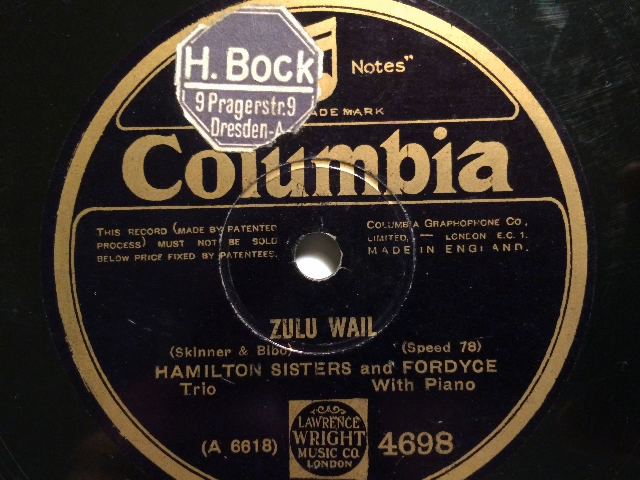 H. Bock
9 Pragerstr. 9
Dresden-A.
Notes"
ADE MARK
Columbia
THIS RECORD (MADE BY PATENTED
PROCESS) MUST NOT BE SOLD
BELOW PRICE FIXED BY PATENTEES.
COLUMBIA GRAPHOPHONE CO.,
LIMITED, — LONDON E.C. 1.
MADE IN ENGLAND.
ZULU WAIL
(Skinner & Bibo) (Speed 78)
HAMILTON SISTERS and FORDYCE
Trio With Piano
(A 6618)
LAWRENCE
WRIGHT
MUSIC CO.
LONDON
4698